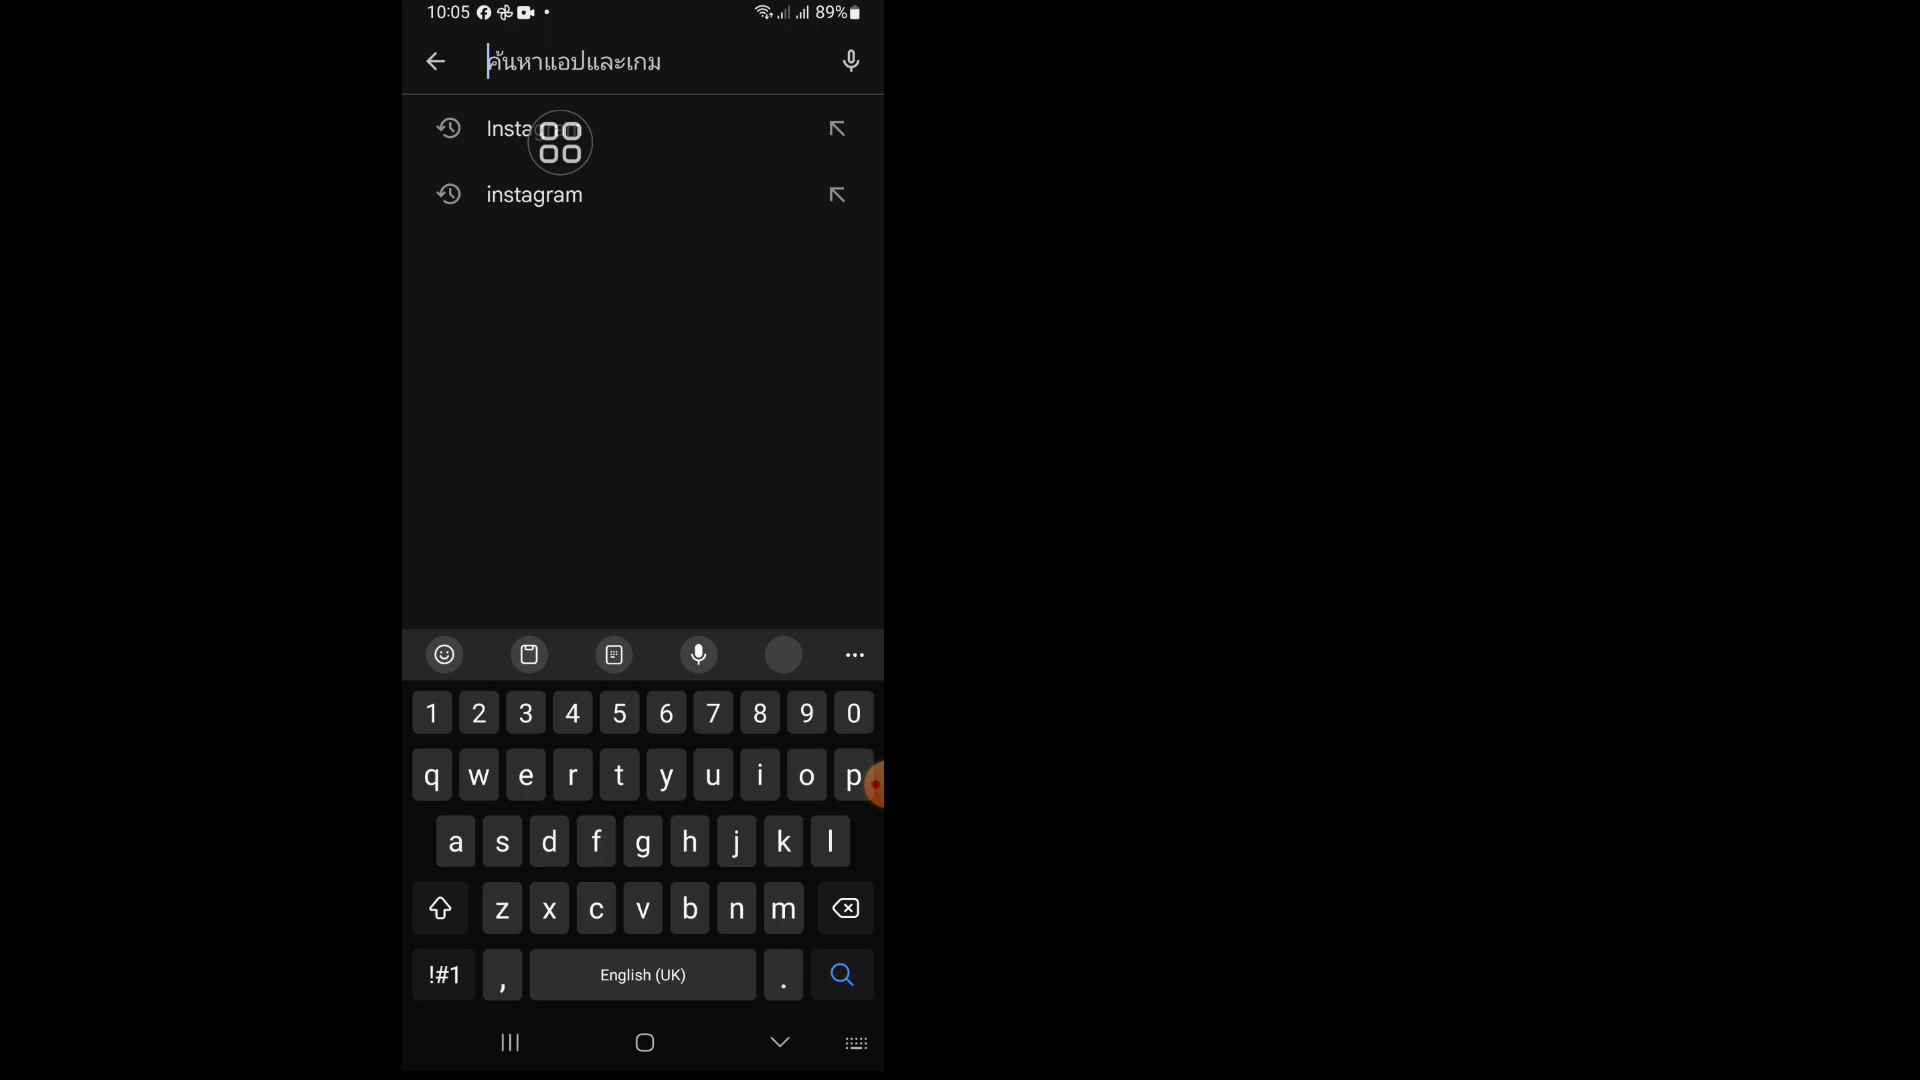 10:05
89%
ค้นหาแอปและเกม
Instagram
instagram
1 2 3 4 5 6 7 8 9 0
q w e r t y u i o p
a s d f g h j k l
z x c v b n m
!#1 , English (UK) .